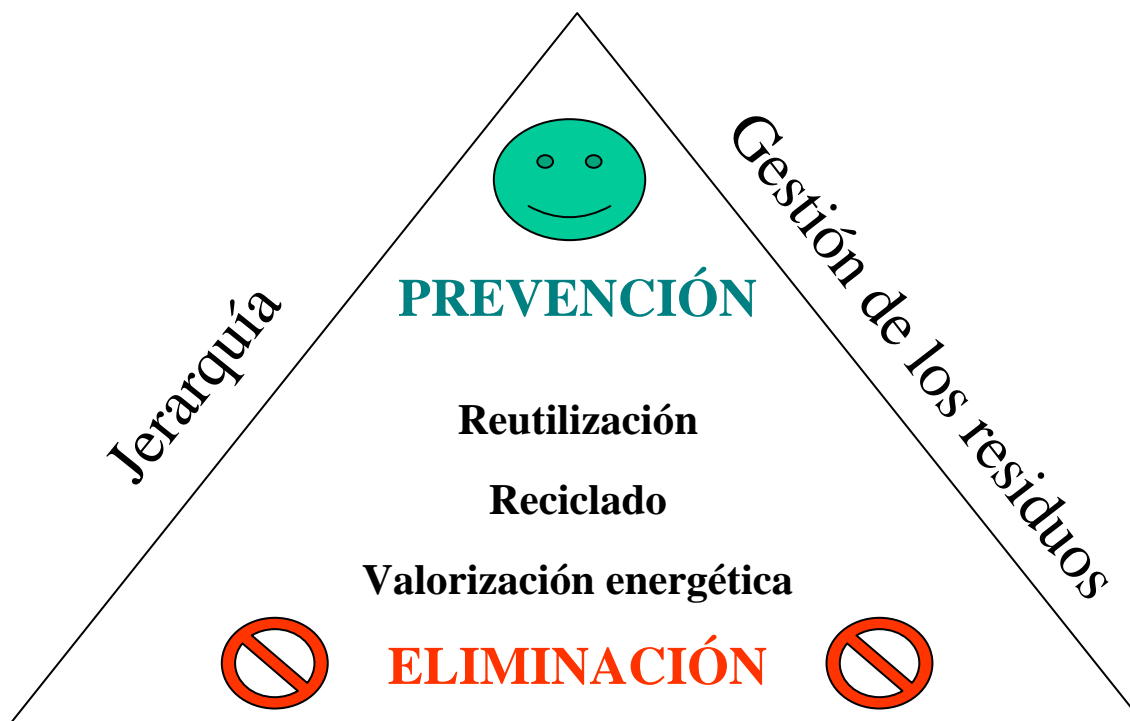 Jerarquía
Gestión de los residuos
PREVENCIÓN
Reutilización
Reciclado
Valorización energética
ELIMINACIÓN